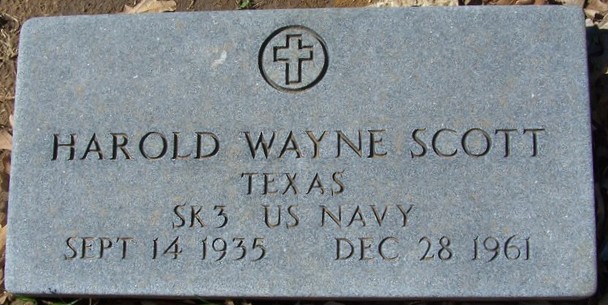 HAROLD WAYNE SCOTT
TEXAS
SK3 US NAVY
SEPT 14 1935 DEC 28 1961